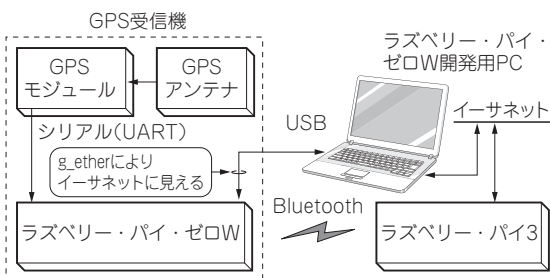 GPS受信機
GPS
モジュール
GPS
アンテナ
シリアル(UART)
g_etherにより
イーサネットに見える
ラズベリー・パイ・ゼロW
USB
Bluetooth
ラズベリー・パイ・
ゼロW開発用PC
イーサネット
ラズベリー・パイ3